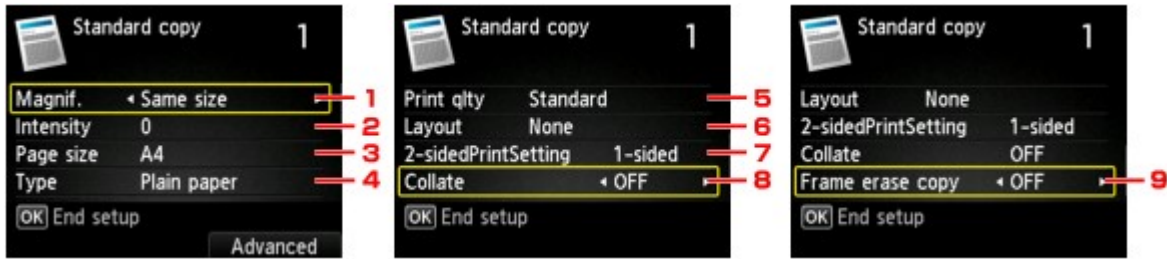 Standard copy 1
Magnif. Same size 1
Intensity 0 2
Page size A4 3
Type Plain paper 4
OK End setup
Advanced
Standard copy 1
Print qlty Standard 5
Layout None 6
2-sidedPrintSetting 1-sided 7
Collate OFF 8
OK End setup
Standard copy 1
Layout None
2-sidedPrintSetting 1-sided
Collate OFF
Frame erase copy OFF 9
OK End setup